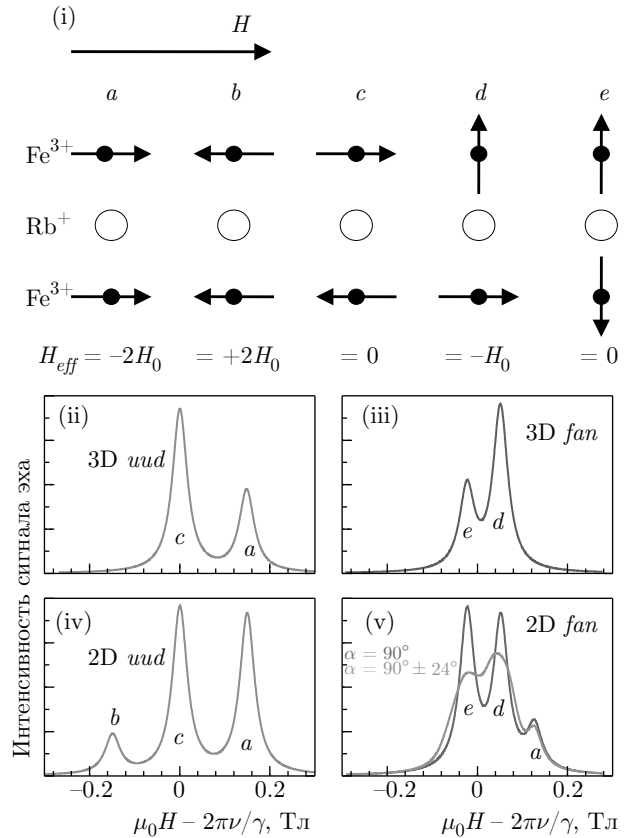 (i)
H
a b c d e
Fe³⁺
Rb⁺
Fe³⁺
H_eff = –2H₀ = +2H₀ = 0 = –H₀ = 0
Интенсивность сигнала эха
(ii)
3D uud
c
a
(iii)
3D fan
e
d
(iv)
2D uud
b
c
a
(v)
2D fan
α = 90°
α = 90° ± 24°
e
d
a
–0.2 0 0.2
–0.2 0 0.2
μ₀H – 2πν/γ, Тл
μ₀H – 2πν/γ, Тл